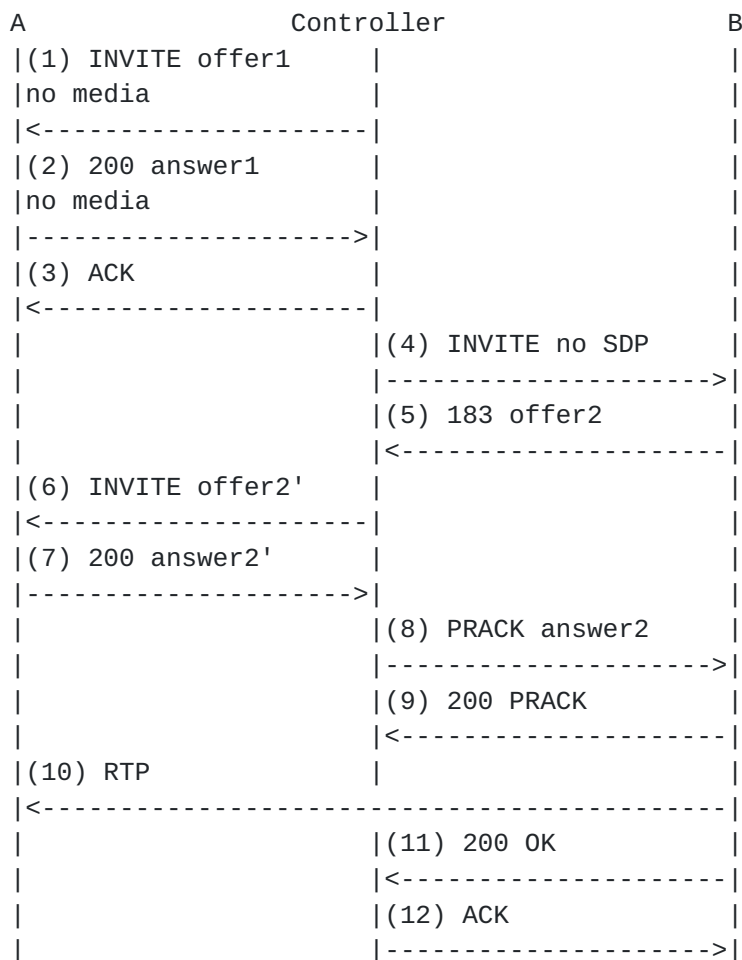 A                 Controller                  B
|(1) INVITE offer1     |                      |
|no media              |                      |
|<---------------------|                      |
|(2) 200 answer1       |                      |
|no media              |                      |
|--------------------->|                      |
|(3) ACK               |                      |
|<---------------------|                      |
|                      |(4) INVITE no SDP     |
|                      |--------------------->|
|                      |(5) 183 offer2        |
|                      |<---------------------|
|(6) INVITE offer2'    |                      |
|<---------------------|                      |
|(7) 200 answer2'      |                      |
|--------------------->|                      |
|                      |(8) PRACK answer2     |
|                      |--------------------->|
|                      |(9) 200 PRACK         |
|                      |<---------------------|
|(10) RTP              |                      |
|<--------------------------------------------|
|                      |(11) 200 OK           |
|                      |<---------------------|
|                      |(12) ACK              |
|                      |--------------------->|